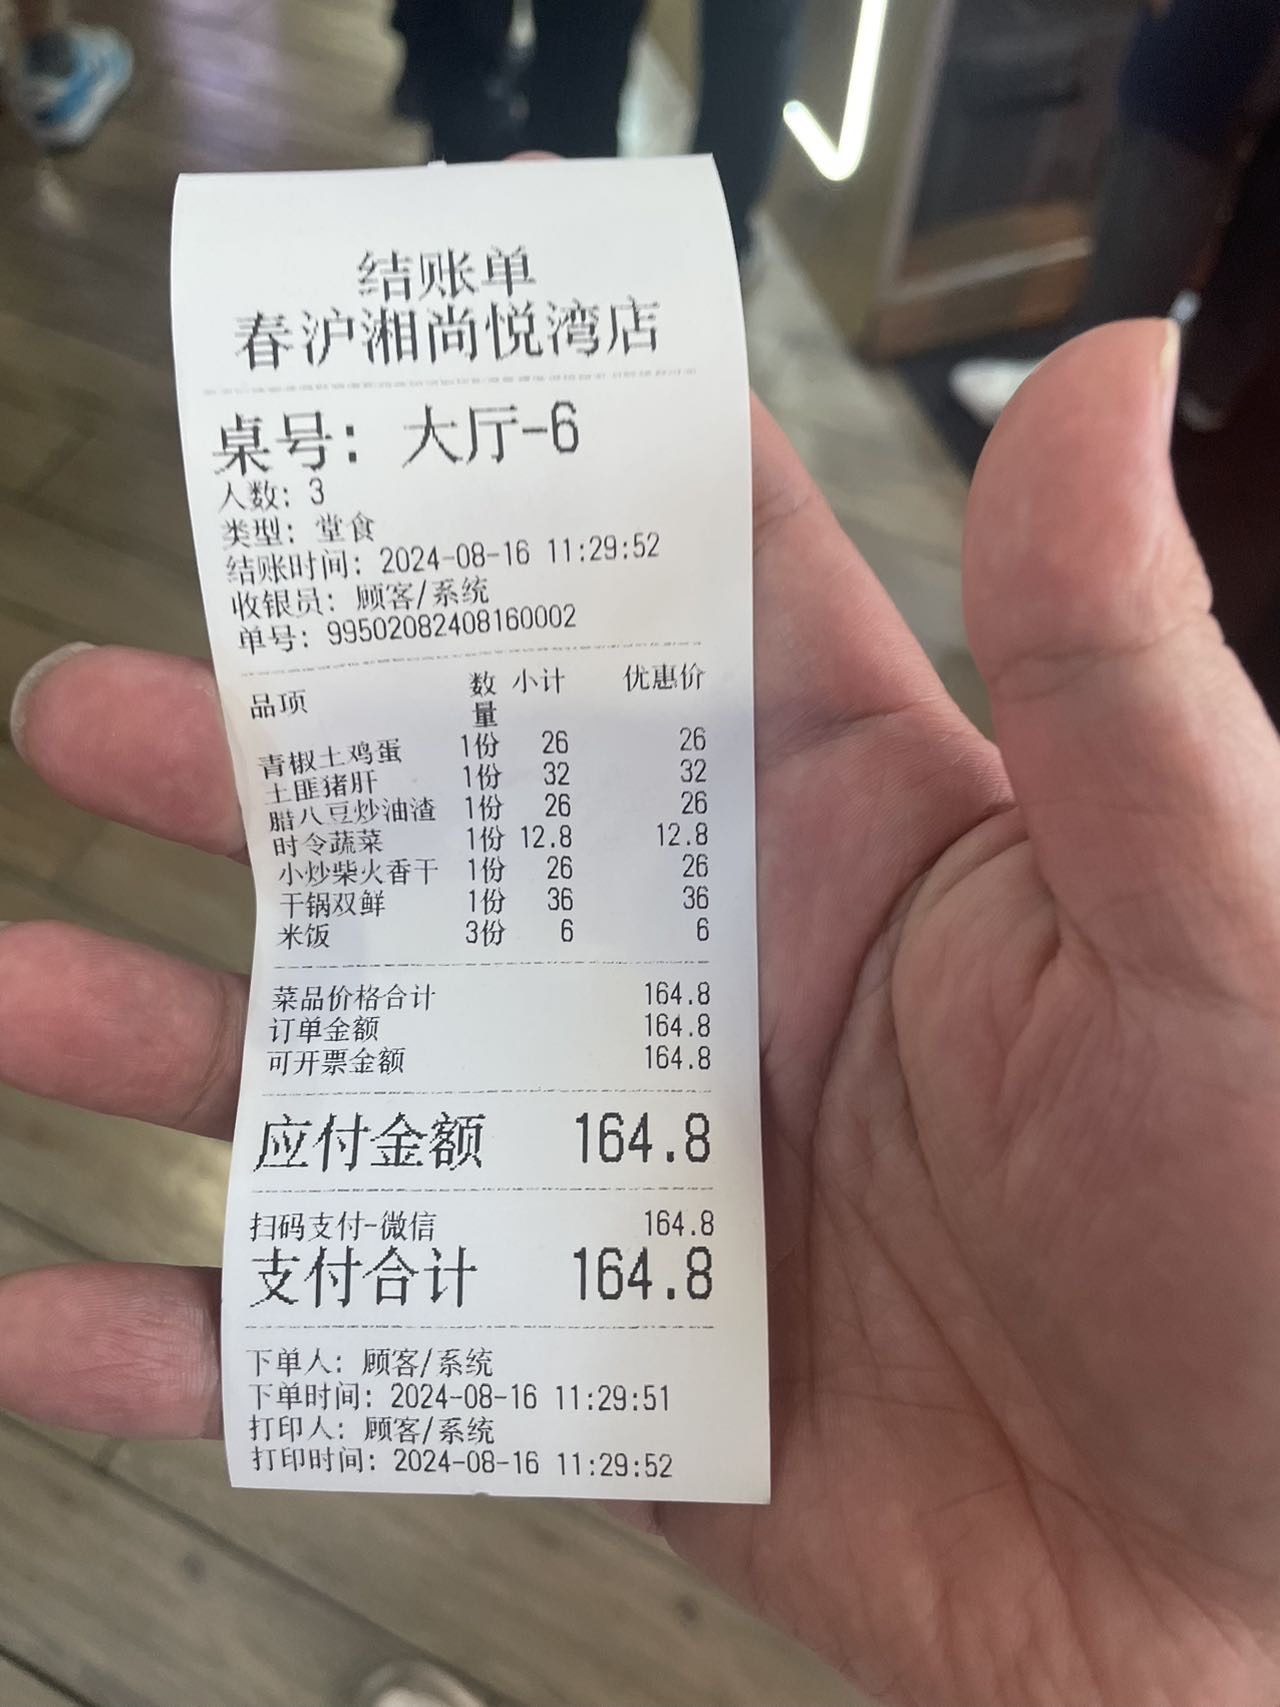 结账单
春沪湘尚悦湾店
桌号: 大厅-6
人数: 3
类型: 堂食
结账时间: 2024-08-16 11:29:52
收银员: 顾客/系统
单号: 99502082408160002
品项 数量 小计 优惠价
青椒土鸡蛋 1份 26 26
土匪猪肝 1份 32 32
腊八豆炒油渣 1份 26 26
时令蔬菜 1份 12.8 12.8
小炒柴火香干 1份 26 26
干锅双鲜 1份 36 36
米饭 3份 6 6
菜品价格合计 164.8
订单金额 164.8
可开票金额 164.8
应付金额 164.8
扫码支付-微信 164.8
支付合计 164.8
下单人: 顾客/系统
下单时间: 2024-08-16 11:29:51
打印人: 顾客/系统
打印时间: 2024-08-16 11:29:52